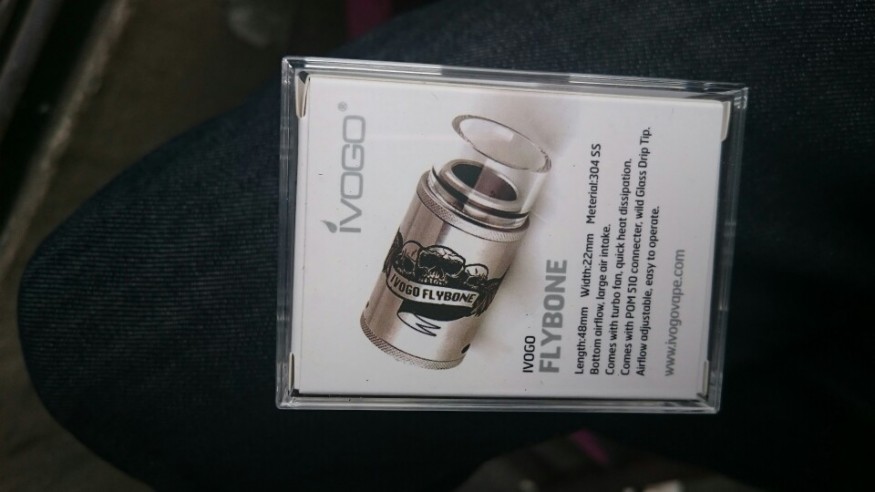 iVOGO®
IVOGO FLYBONE
IVOGO
FLYBONE
Length:48mm Width:22mm Meterial:304 SS
Bottom airflow, large air intake.
Comes with turbo fan, quick heat dissipation.
Comes with POM 510 connecter, wild Glass Drip Tip.
Airflow adjustable, easy to operate.
www.ivogovape.com